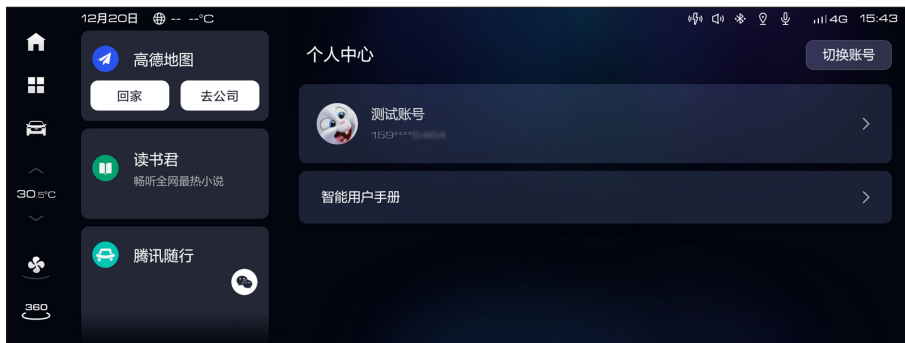 12月20日 -- --°C
4G 15:43
高德地图
回家 去公司
读书君
畅听全网最热小说
腾讯随行
30.5°C
360
个人中心
切换账号
测试账号
159****
智能用户手册